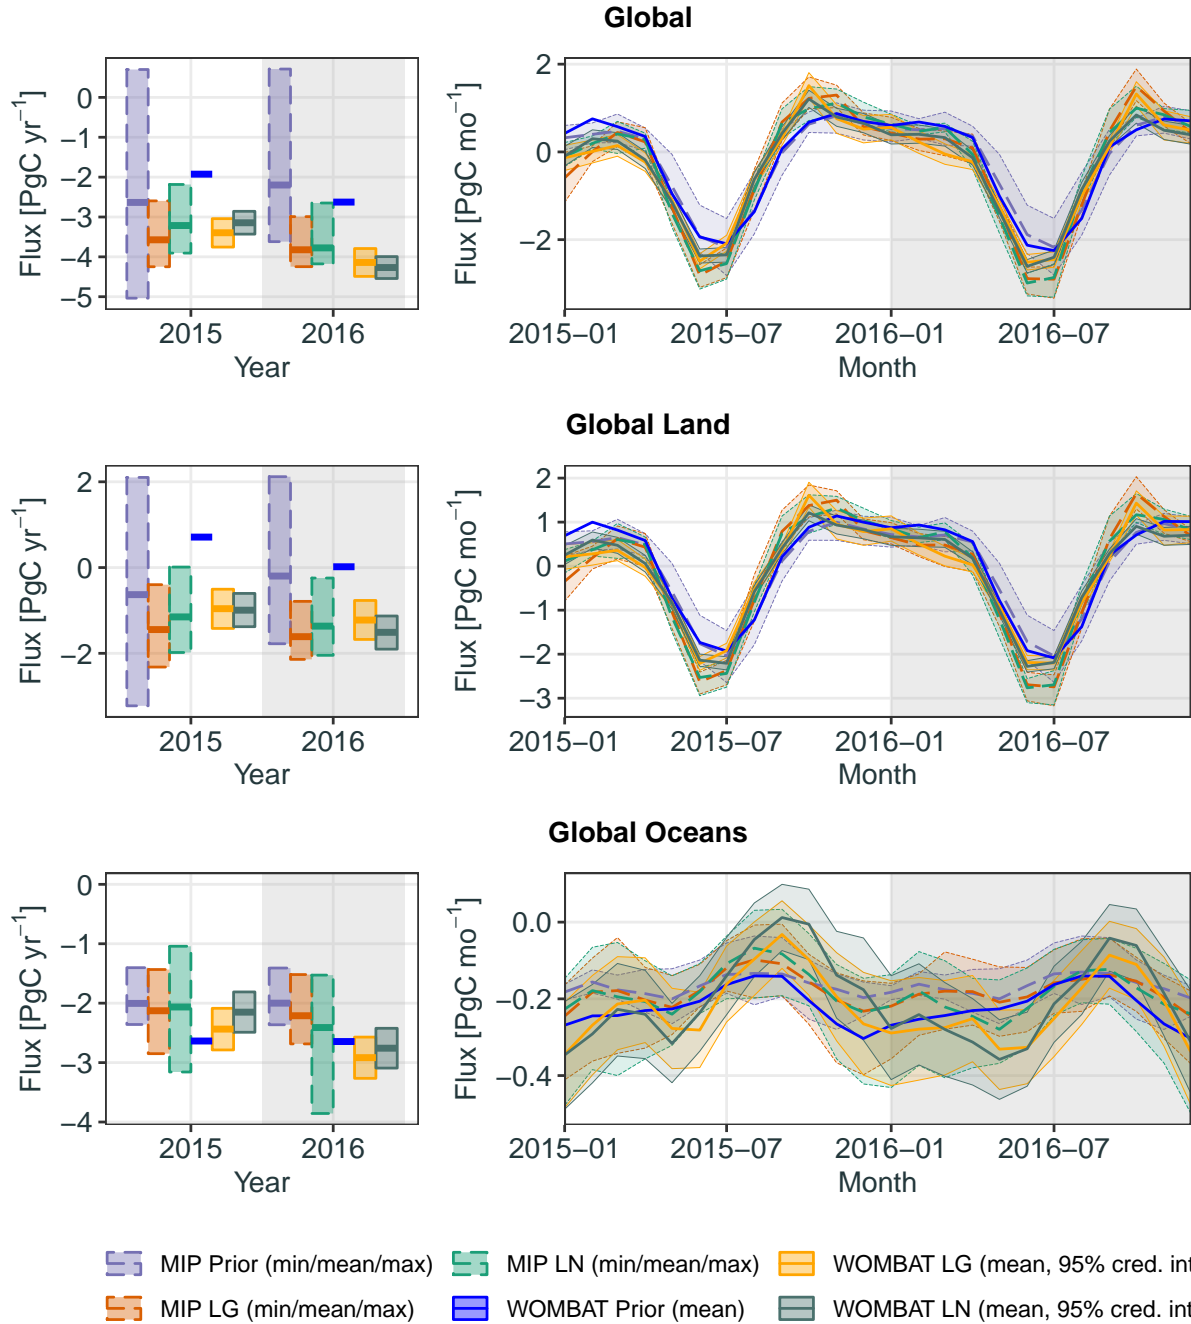 Global
Flux [PgC yr⁻¹]
0
−1
−2
−3
−4
−5
2015 2016
Year
Flux [PgC mo⁻¹]
2
0
−2
2015−01 2015−07 2016−01 2016−07
Month
Global Land
Flux [PgC yr⁻¹]
2
0
−2
2015 2016
Year
Flux [PgC mo⁻¹]
2
1
0
−1
−2
−3
2015−01 2015−07 2016−01 2016−07
Month
Global Oceans
Flux [PgC yr⁻¹]
0
−1
−2
−3
−4
2015 2016
Year
Flux [PgC mo⁻¹]
0.0
−0.2
−0.4
2015−01 2015−07 2016−01 2016−07
Month
MIP Prior (min/mean/max) MIP LN (min/mean/max) WOMBAT LG (mean, 95% cred. int
MIP LG (min/mean/max) WOMBAT Prior (mean) WOMBAT LN (mean, 95% cred. int